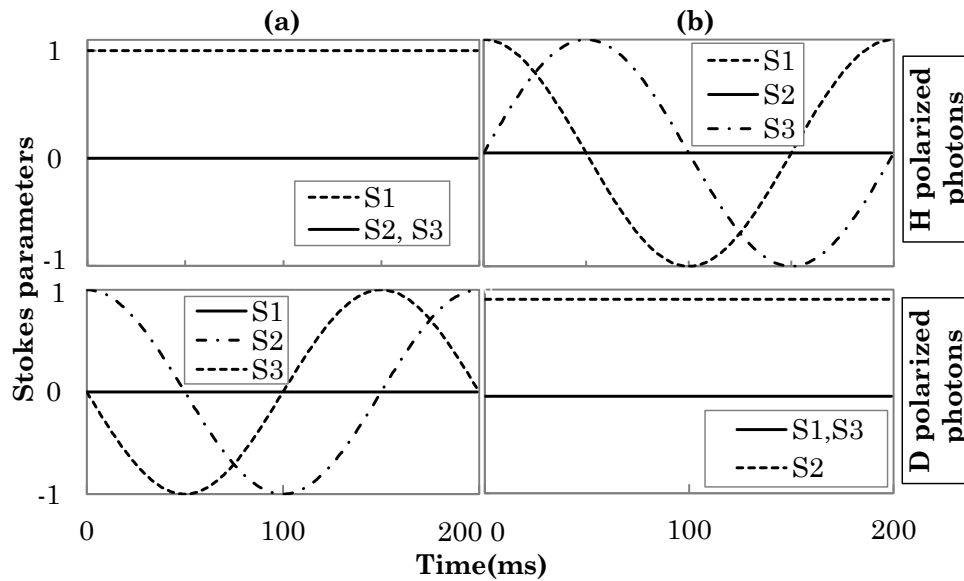 (a)
(b)
Stokes parameters
1
0
-1
S1
S2, S3
S1
S2
S3
H polarized
photons
1
0
-1
S1
S2
S3
S1,S3
S2
D polarized
photons
0
100
200
0
100
200
Time(ms)